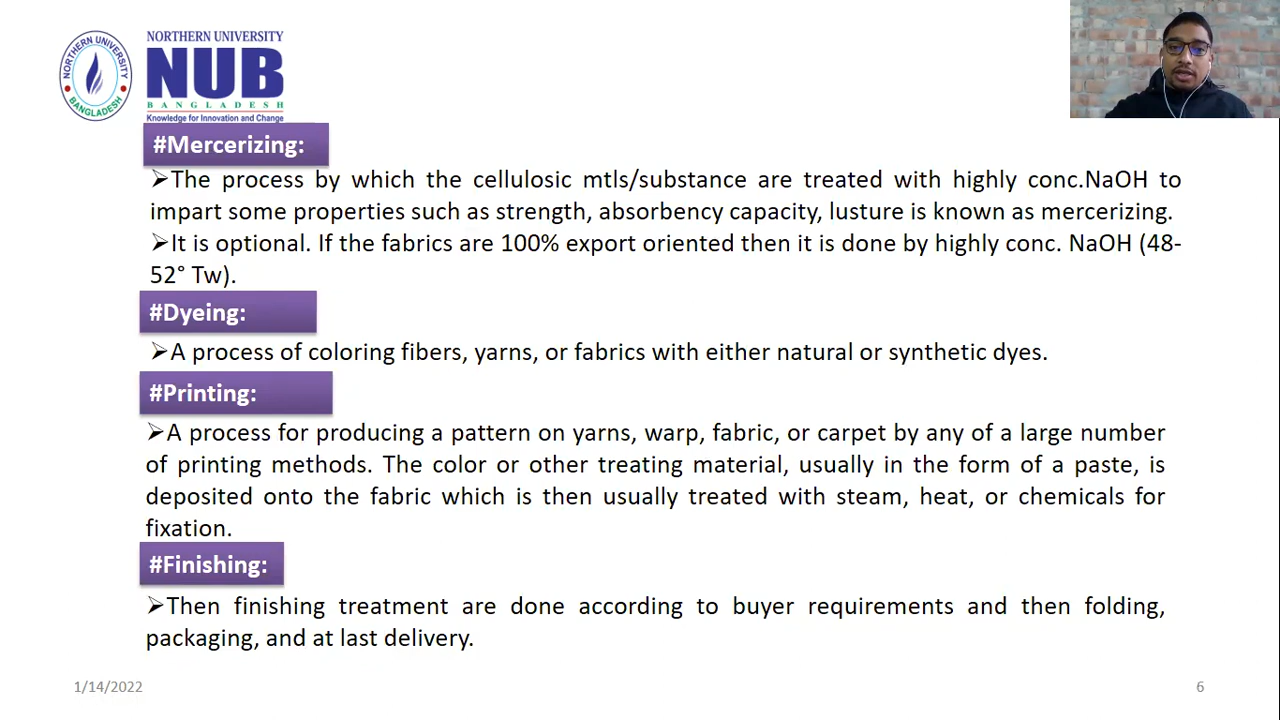 NORTHERN UNIVERSITY
NUB
BANGLADESH
Knowledge for Innovation and Change
NORTHERN UNIVERSITY
BANGLADESH
#Mercerizing:
➢The process by which the cellulosic mtls/substance are treated with highly conc.NaOH to
impart some properties such as strength, absorbency capacity, lusture is known as mercerizing.
➢It is optional. If the fabrics are 100% export oriented then it is done by highly conc. NaOH (48-
52° Tw).
#Dyeing:
➢A process of coloring fibers, yarns, or fabrics with either natural or synthetic dyes.
#Printing:
➢A process for producing a pattern on yarns, warp, fabric, or carpet by any of a large number
of printing methods. The color or other treating material, usually in the form of a paste, is
deposited onto the fabric which is then usually treated with steam, heat, or chemicals for
fixation.
#Finishing:
➢Then finishing treatment are done according to buyer requirements and then folding,
packaging, and at last delivery.
1/14/2022
6